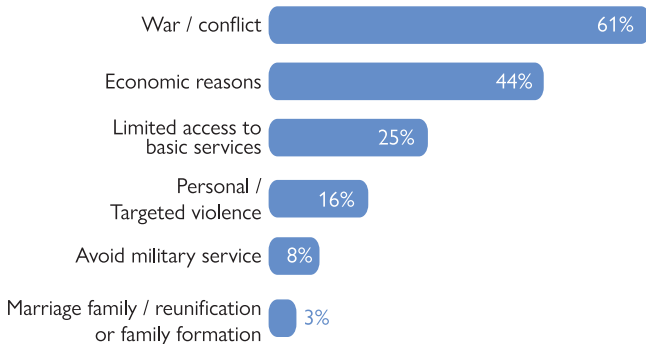 War / conflict 61%
Economic reasons 44%
Limited access to
basic services 25%
Personal /
Targeted violence 16%
Avoid military service 8%
Marriage family / reunification
or family formation 3%